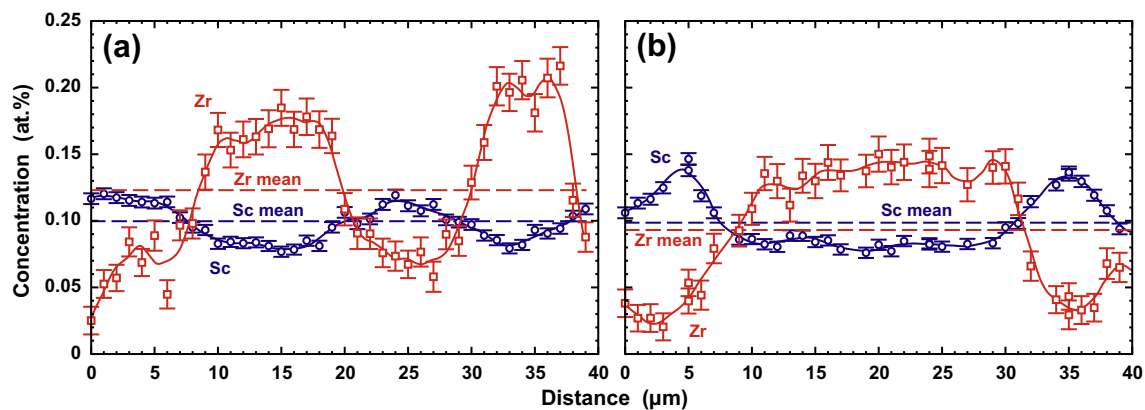 0.25
0.20
0.15
0.10
0.05
0
Concentration (at.%)
(a)
Zr
Zr mean
Sc mean
Sc
0 5 10 15 20 25 30 35 40
(b)
Sc
Sc mean
Zr mean
Zr
0 5 10 15 20 25 30 35 40
Distance (µm)